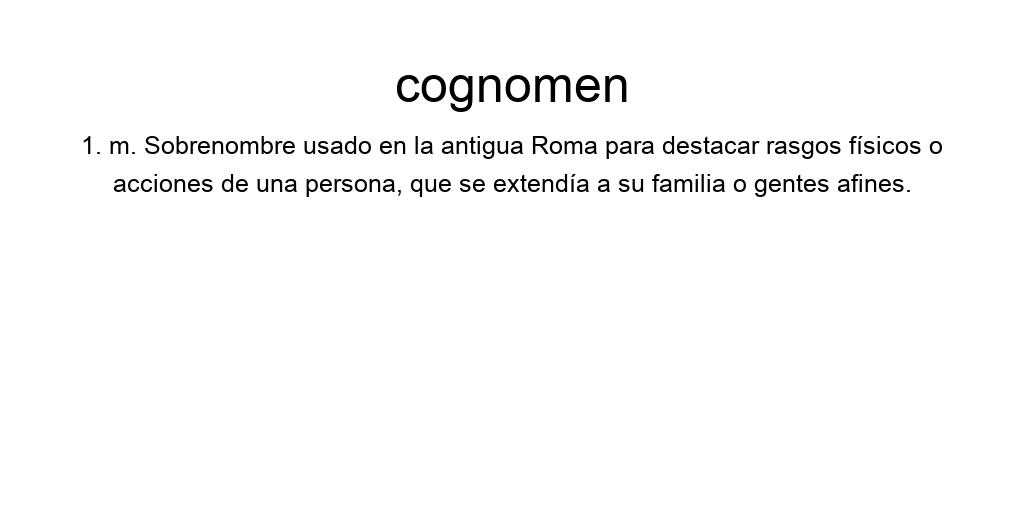 cognomen
1. m. Sobrenombre usado en la antigua Roma para destacar rasgos físicos o
acciones de una persona, que se extendía a su familia o gentes afines.